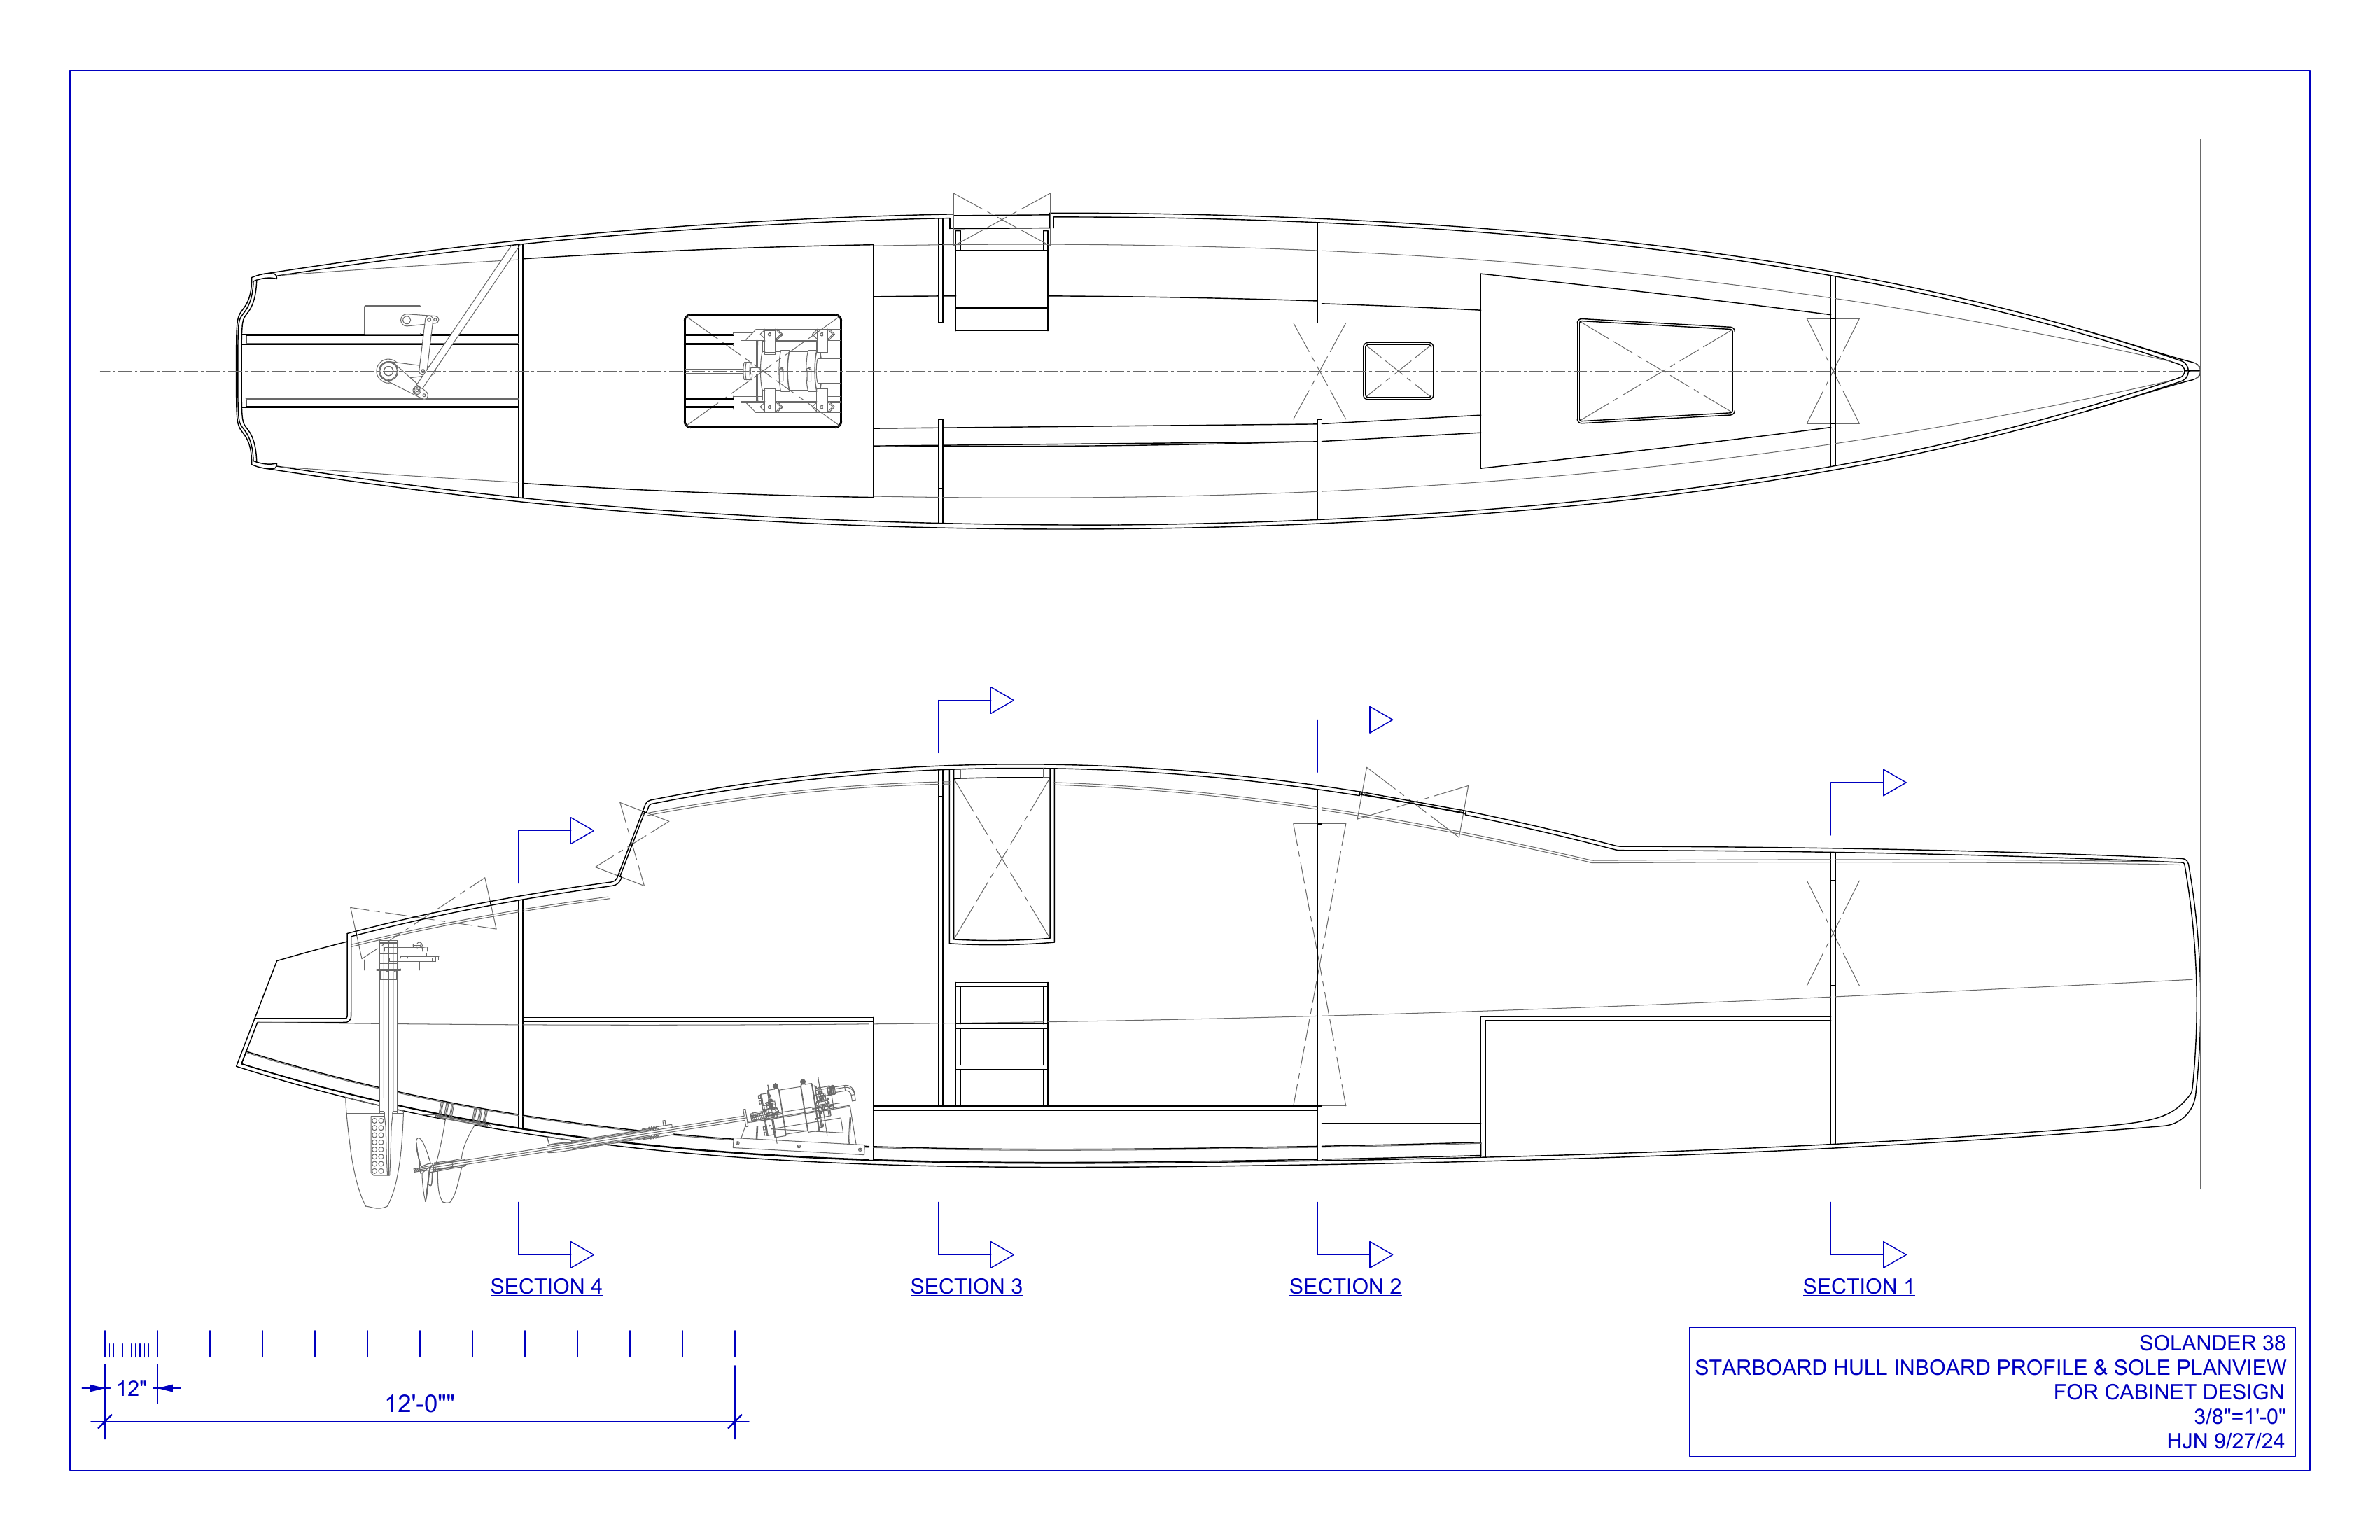 SECTION 4
SECTION 3
SECTION 2
SECTION 1
12"
12'-0""
SOLANDER 38
STARBOARD HULL INBOARD PROFILE & SOLE PLANVIEW
FOR CABINET DESIGN
3/8"=1'-0"
HJN 9/27/24